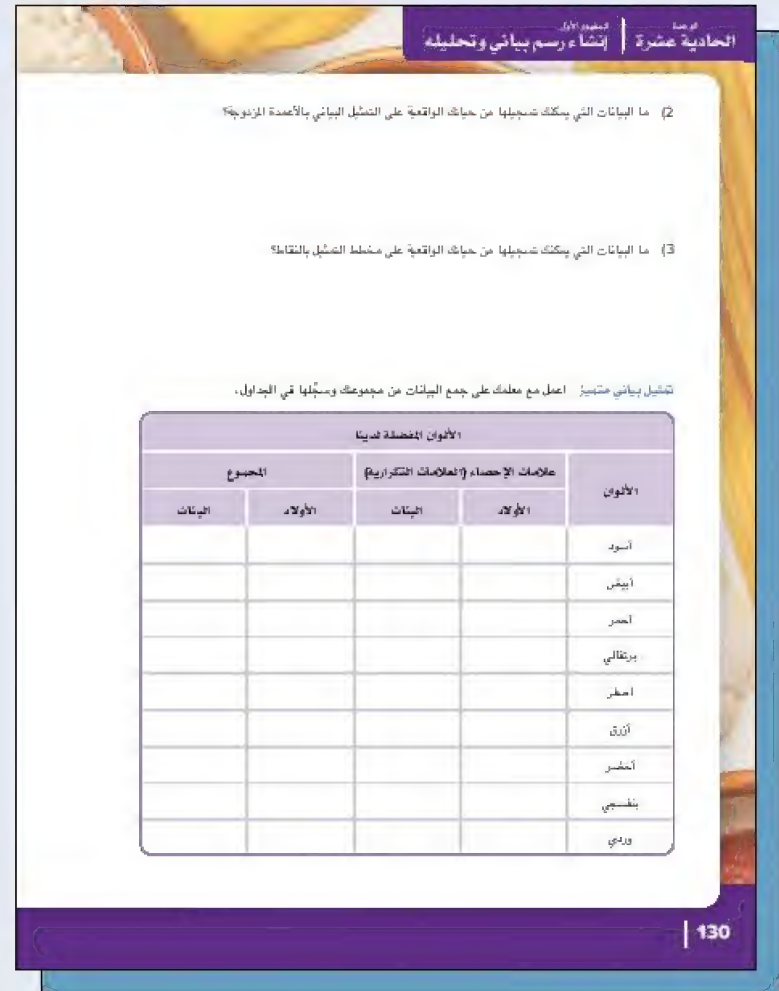 الوحدة
الحادية عشرة
المفهوم الأول
إنشاء رسم بياني وتحليله
2) ما البيانات التي يمكنك تسجيلها من حياتك الواقعية على التمثيل البياني بالأعمدة المزدوجة؟
3) ما البيانات التي يمكنك تسجيلها من حياتك الواقعية على مخطط التمثيل بالنقاط؟
تمثيل بياني متميز اعمل مع معلمك على جمع البيانات من مجموعتك وسجِّلها في الجداول.
الألوان المفضلة لدينا
الألوان علامات الإحصاء (العلامات التكرارية) المجموع
الأولاد البنات الأولاد البنات
أسود
أبيض
أحمر
برتقالي
أصفر
أزرق
أخضر
بنفسجي
وردي
130